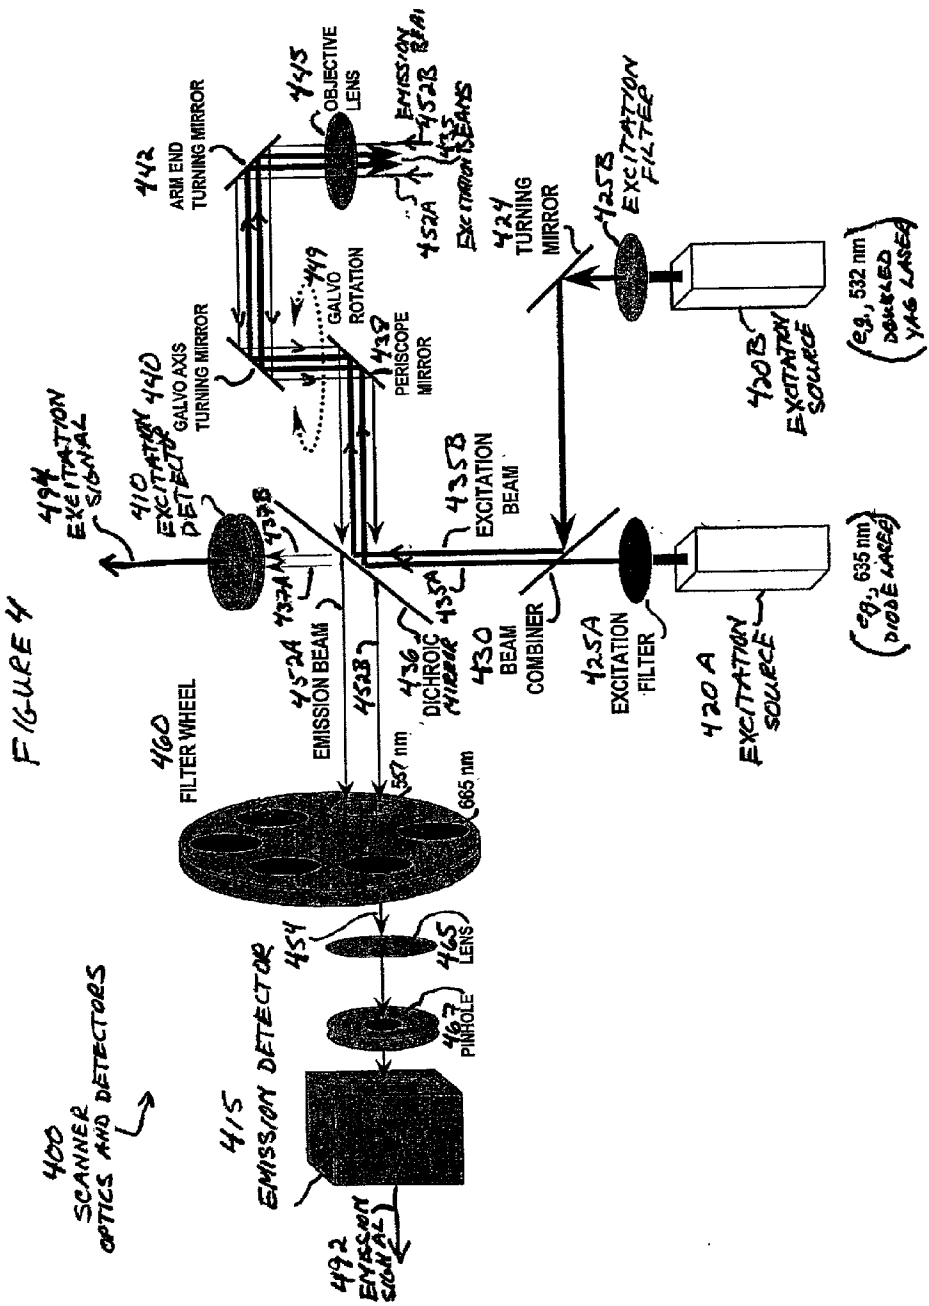 FIGURE 4
400
SCANNER
OPTICS AND DETECTORS
494
EXCITATION
SIGNAL
410
EXCITATION
DETECTOR
437A
437B
460
FILTER WHEEL
452A
EMISSION BEAM
452B
436
DICHROIC
MIRROR
440
GALVO AXIS
TURNING MIRROR
442
ARM END
TURNING MIRROR
445
OBJECTIVE
LENS
EMISSION
452B BEAM
435
EXCITATION BEAMS
452A
449
GALVO
ROTATION
438
PERISCOPE
MIRROR
435B
EXCITATION
BEAM
435A
430
BEAM
COMBINER
424
TURNING
MIRROR
425B
EXCITATION
FILTER
425A
EXCITATION
FILTER
420B
EXCITATION
SOURCE
(e.g., 532 nm
DOUBLED
YAG LASER)
420A
EXCITATION
SOURCE
(e.g., 635 nm
DIODE LASER)
557 nm
665 nm
454
465
LENS
467
PINHOLE
415
EMISSION DETECTOR
492
EMISSION
SIGNAL